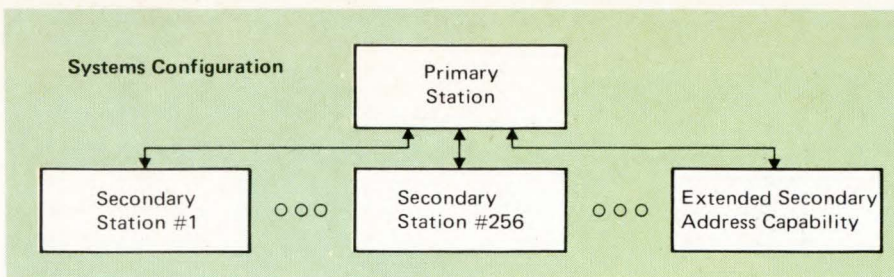 Systems Configuration
Primary
Station
Secondary
Station #1
Secondary
Station #256
Extended Secondary
Address Capability